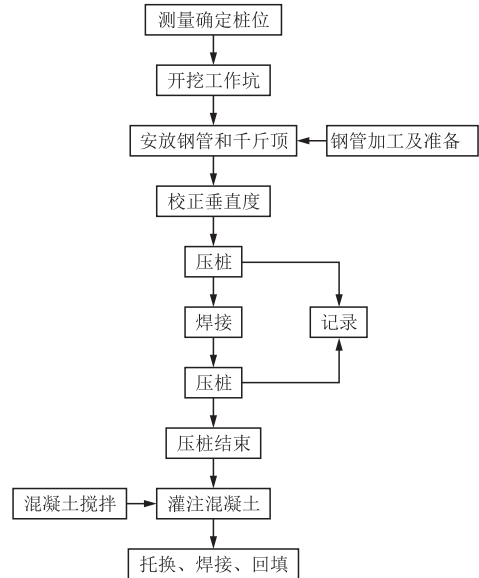 测量确定桩位
开挖工作坑
安放钢管和千斤顶
钢管加工及准备
校正垂直度
压桩
焊接
记录
压桩
压桩结束
混凝土搅拌
灌注混凝土
托换、焊接、回填